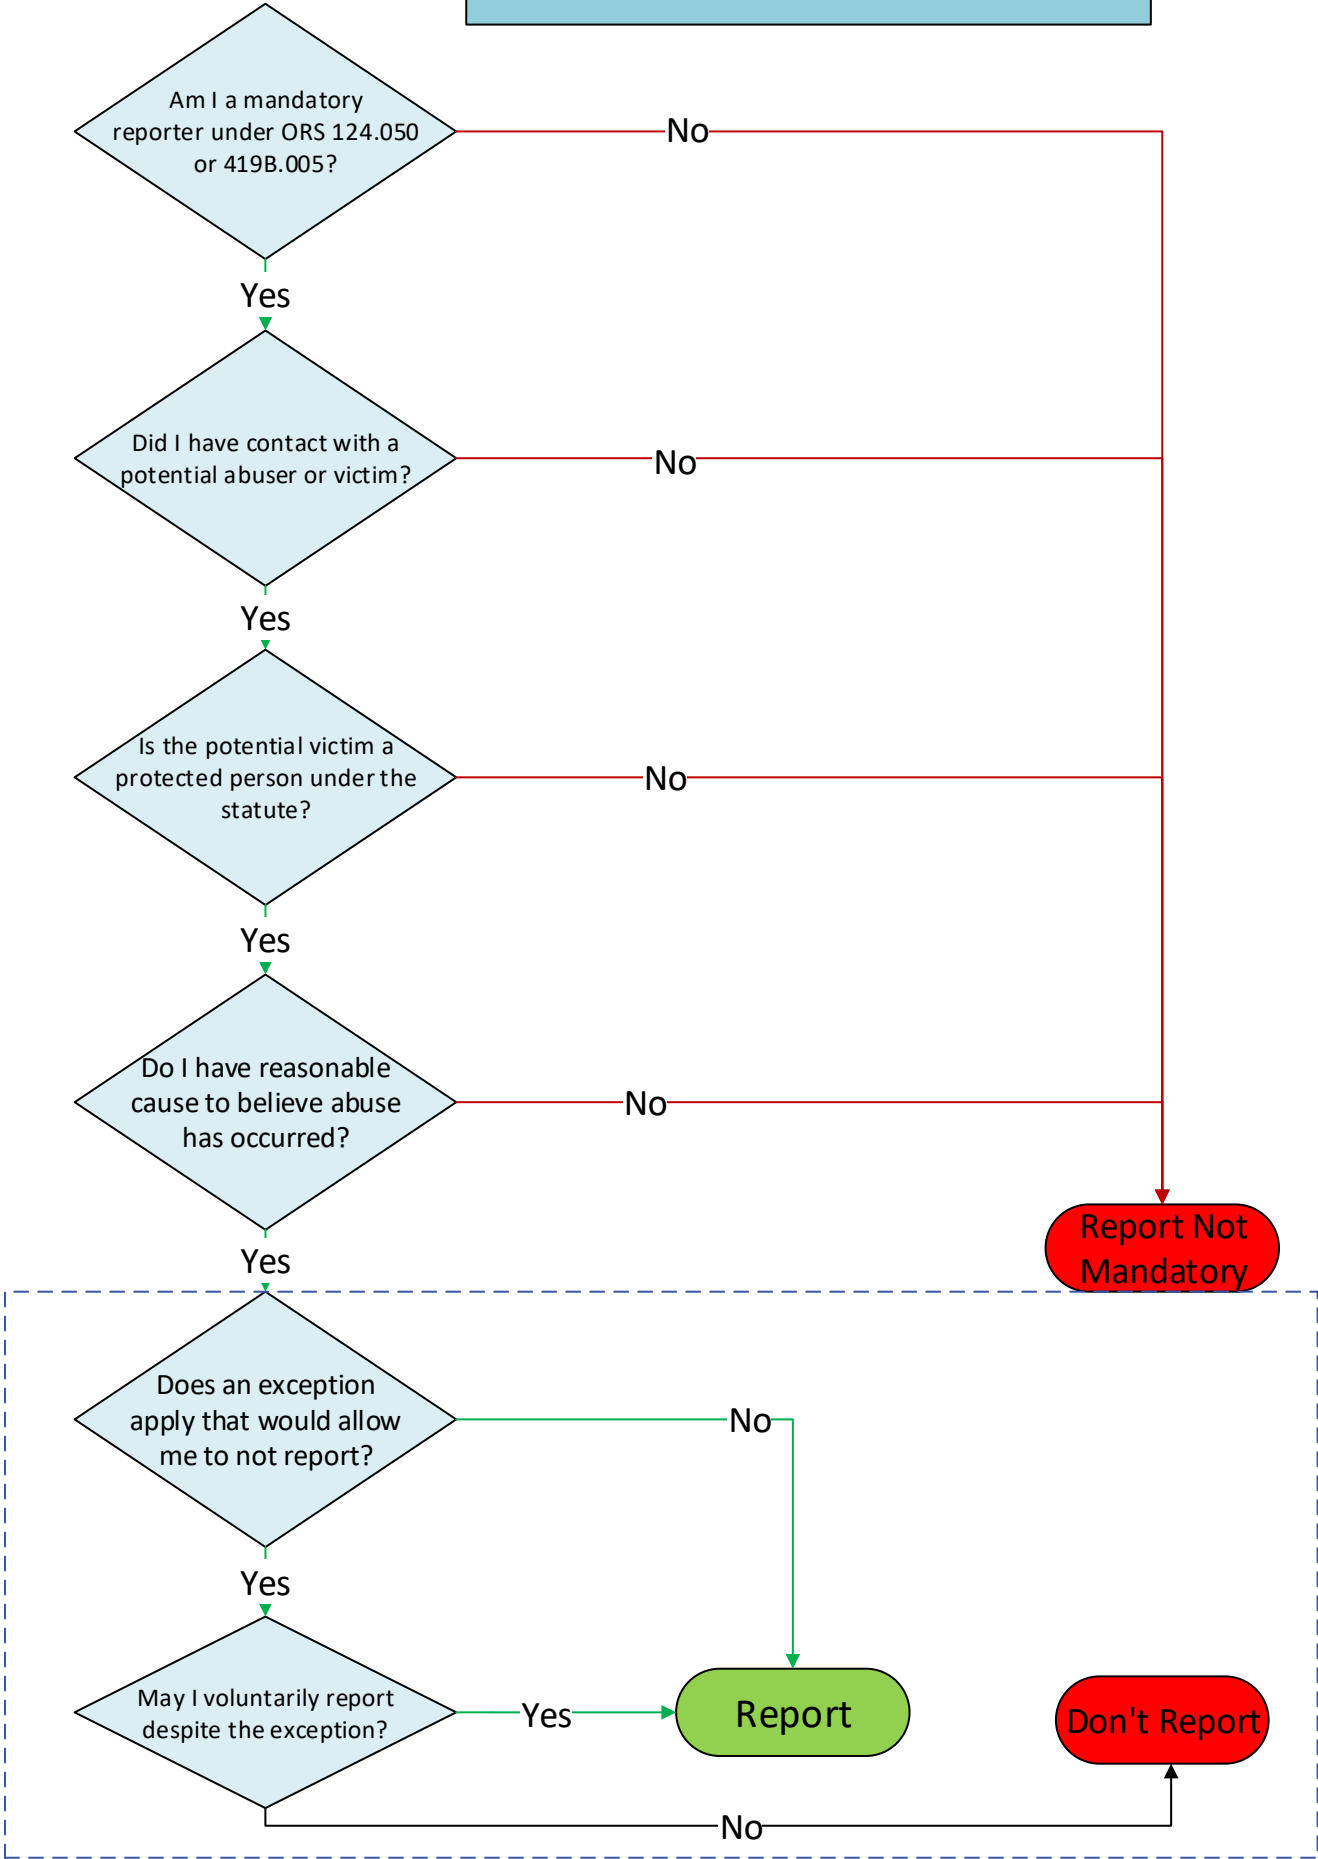 Am I a mandatory
reporter under ORS 124.050
or 419B.005?
No
Yes
Did I have contact with a
potential abuser or victim?
No
Yes
Is the potential victim a
protected person under the
statute?
No
Yes
Do I have reasonable
cause to believe abuse
has occurred?
No
Report Not
Mandatory
Yes
Does an exception
apply that would allow
me to not report?
No
Yes
May I voluntarily report
despite the exception?
Yes
Report
Don't Report
No